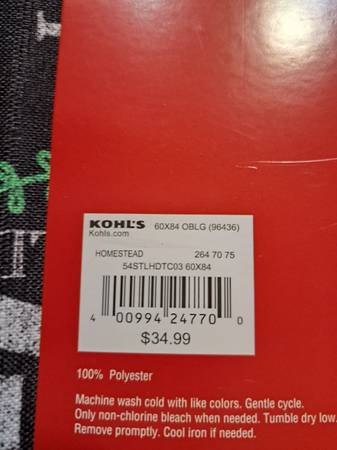 KOHL'S 60X84 OBLG (96436)
Kohls.com
HOMESTEAD 264 70 75
54STLHDTC03 60X84
4 00994 24770 0
$34.99
100% Polyester
Machine wash cold with like colors. Gentle cycle.
Only non-chlorine bleach when needed. Tumble dry low.
Remove promptly. Cool iron if needed.